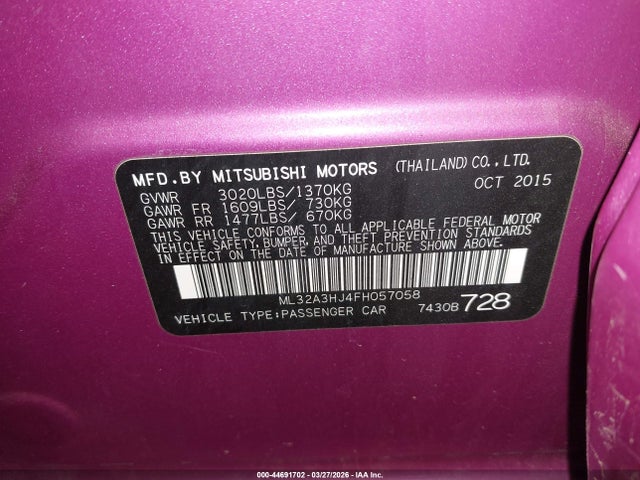 MFD.BY MITSUBISHI MOTORS (THAILAND) CO., LTD.
GVWR 3020LBS/1370KG OCT 2015
GAWR FR 1609LBS/ 730KG
GAWR RR 1477LBS/ 670KG
THIS VEHICLE CONFORMS TO ALL APPLICABLE FEDERAL MOTOR
VEHICLE SAFETY, BUMPER, AND THEFT PREVENTION STANDARDS
IN EFFECT ON THE DATE OF MANUFACTURE SHOWN ABOVE.
ML32A3HJ4FH057058
VEHICLE TYPE:PASSENGER CAR 7430B 728
000-44691702 | 03/27/2026 | IAA Inc.